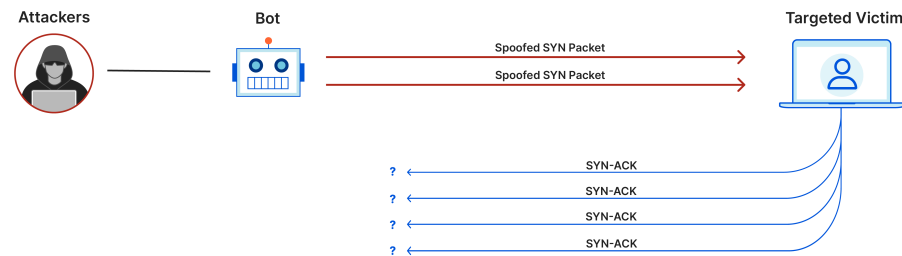 Attackers
Bot
Targeted Victim
Spoofed SYN Packet
Spoofed SYN Packet
SYN-ACK
?
SYN-ACK
?
SYN-ACK
?
SYN-ACK
?